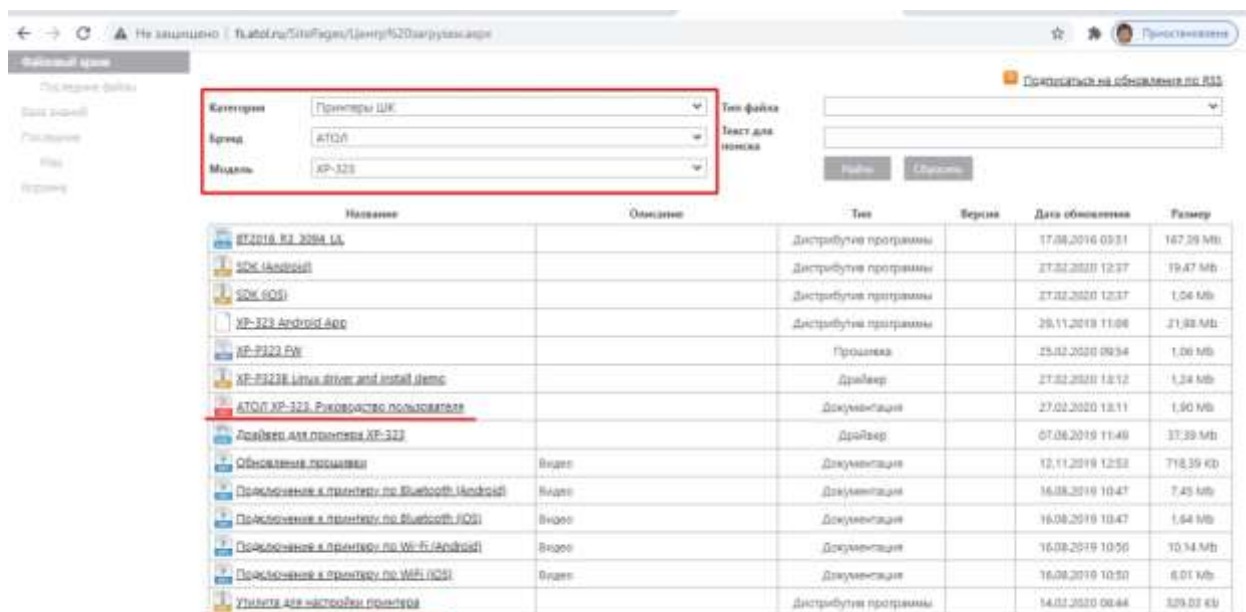 Не защищено | fs.atol.ru/SitePages/Центр%20загрузки.aspx Приостановлена
Файловый архив
Последние файлы
База знаний
Последние
FAQ
Корзина
Подписаться на обновления по RSS
Категория Принтеры ШК Тип файла
Бренд АТОЛ Текст для поиска
Модель XP-323 Найти Сбросить
Название Описание Тип Версия Дата обновления Размер
BT2016_R2_3094_UL Дистрибутив программы 17.08.2016 03:51 167,39 Mb
SDK (Android) Дистрибутив программы 27.02.2020 12:37 19,47 Mb
SDK (iOS) Дистрибутив программы 27.02.2020 12:37 1,04 Mb
XP-323 Android App Дистрибутив программы 29.11.2019 11:06 21,98 Mb
XP-P323 FW Прошивка 25.02.2020 09:54 1,06 Mb
XP-P323B Linux driver and install demo Драйвер 27.02.2020 13:12 1,24 Mb
АТОЛ XP-323. Руководство пользователя Документация 27.02.2020 13:11 1,90 Mb
Драйвер для принтера XP-323 Драйвер 07.06.2019 11:49 37,39 Mb
Обновление прошивки Видео Документация 12.11.2019 12:53 718,39 Kb
Подключение к принтеру по Bluetooth (Android) Видео Документация 16.08.2019 10:47 7,45 Mb
Подключение к принтеру по Bluetooth (iOS) Видео Документация 16.08.2019 10:47 1,64 Mb
Подключение к принтеру по Wi-Fi (Android) Видео Документация 16.08.2019 10:50 10,14 Mb
Подключение к принтеру по WiFi (iOS) Видео Документация 16.08.2019 10:50 6,01 Mb
Утилита для настройки принтера Дистрибутив программы 14.02.2020 08:44 329,03 Kb